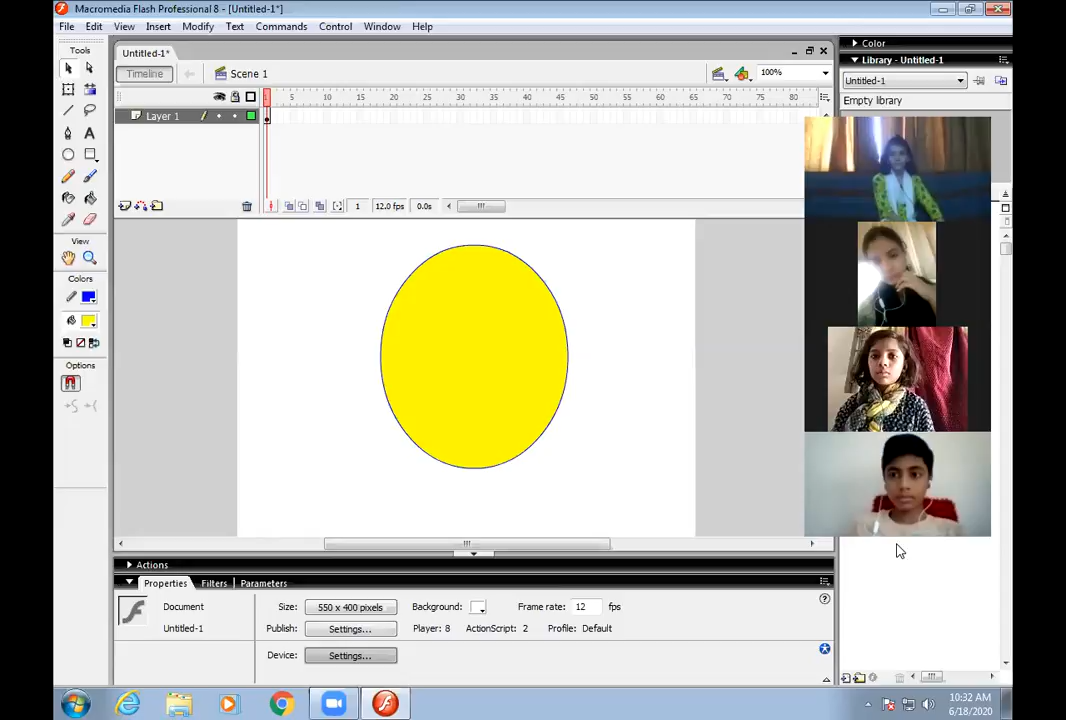 Macromedia Flash Professional 8 - [Untitled-1*]
File Edit View Insert Modify Text Commands Control Window Help
Tools
Untitled-1*
Timeline
Scene 1
100%
1 5 10 15 20 25 30 35 40 45 50 55 60 65 70 75 80
Layer 1
1 12.0 fps 0.0s
View
Colors
Options
Color
Library - Untitled-1
Untitled-1
Empty library
Actions
Properties Filters Parameters
Document
Untitled-1
Size: 550 x 400 pixels Background: Frame rate: 12 fps
Publish: Settings... Player: 8 ActionScript: 2 Profile: Default
Device: Settings...
10:32 AM
6/18/2020